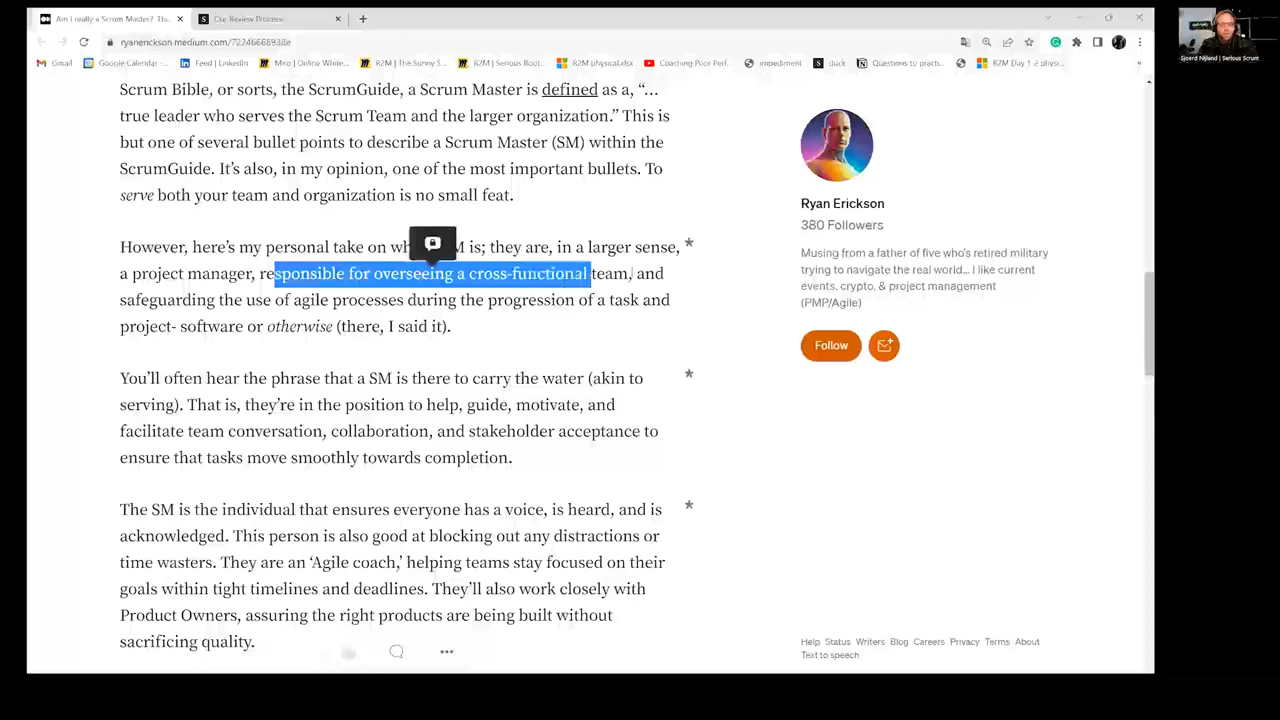 Am I really a Scrum Master? Thi
Our Review Process
ryanerickson.medium.com/72246668938e
Gmail
Google Calendar -...
Feed | LinkedIn
Miro | Online White...
R2M | The Sunny S...
R2M | Serious Boot...
R2M physical.xlsx
Coaching Poor Perf...
impediment
duck
Questions to practi...
R2M Day 1-2 physi...
Sjoerd Nijland | Serious Scrum
Scrum Bible, or sorts, the ScrumGuide, a Scrum Master is defined as a, “…
true leader who serves the Scrum Team and the larger organization.” This is
but one of several bullet points to describe a Scrum Master (SM) within the
ScrumGuide. It’s also, in my opinion, one of the most important bullets. To
serve both your team and organization is no small feat.
However, here’s my personal take on wh M is; they are, in a larger sense, *
a project manager, responsible for overseeing a cross-functional team, and
safeguarding the use of agile processes during the progression of a task and
project- software or otherwise (there, I said it).
You’ll often hear the phrase that a SM is there to carry the water (akin to *
serving). That is, they’re in the position to help, guide, motivate, and
facilitate team conversation, collaboration, and stakeholder acceptance to
ensure that tasks move smoothly towards completion.
The SM is the individual that ensures everyone has a voice, is heard, and is *
acknowledged. This person is also good at blocking out any distractions or
time wasters. They are an ‘Agile coach,’ helping teams stay focused on their
goals within tight timelines and deadlines. They’ll also work closely with
Product Owners, assuring the right products are being built without
sacrificing quality.
Ryan Erickson
380 Followers
Musing from a father of five who's retired military
trying to navigate the real world... I like current
events, crypto, & project management
(PMP/Agile)
Follow
Help Status Writers Blog Careers Privacy Terms About
Text to speech